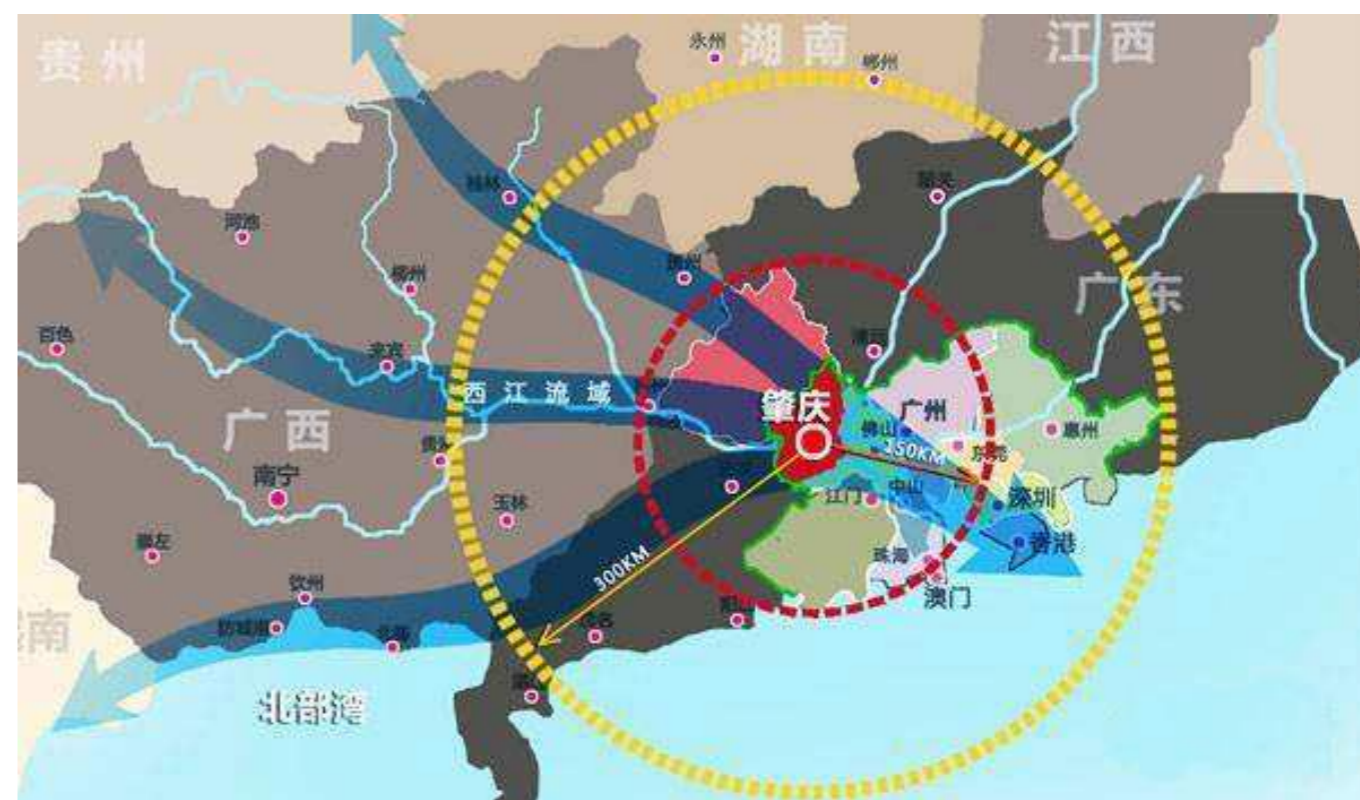 永州
湖南
江西
贵州
郴州
桂林
韶关
河池
贺州
柳州
广东
百色
来宾
清远
西江流域
肇庆
广州
广西
佛山
惠州
150KM
东莞
南宁
中山
江门
深圳
玉林
崇左
香港
珠海
300KM
钦州
澳门
阳江
防城港
茂名
南
北海
湛江
北部湾